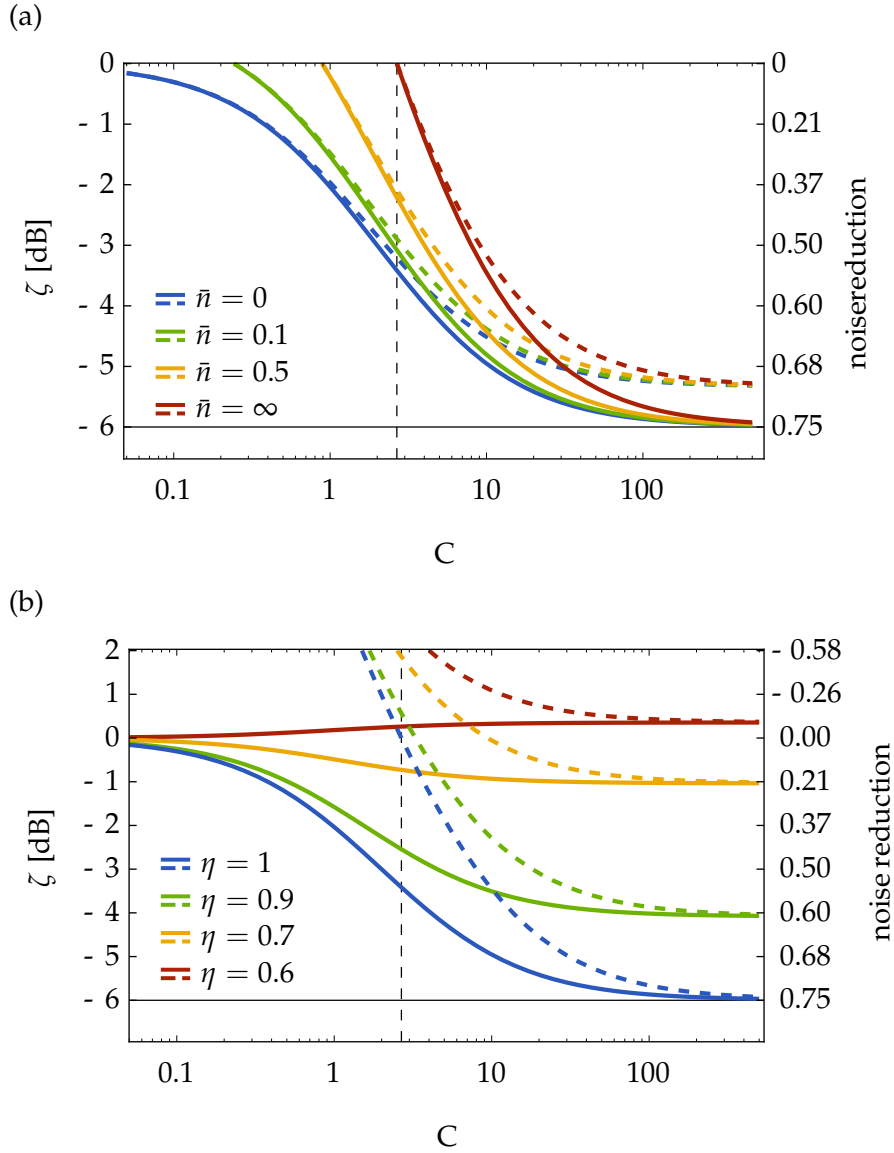 (a)
0
- 1
- 2
- 3
- 4
- 5
- 6
ζ [dB]
0
0.21
0.37
0.50
0.60
0.68
0.75
noisereduction
n̄ = 0
n̄ = 0.1
n̄ = 0.5
n̄ = ∞
0.1
1
10
100
C
(b)
2
1
0
- 1
- 2
- 3
- 4
- 5
- 6
ζ [dB]
- 0.58
- 0.26
0.00
0.21
0.37
0.50
0.60
0.68
0.75
noise reduction
η = 1
η = 0.9
η = 0.7
η = 0.6
0.1
1
10
100
C